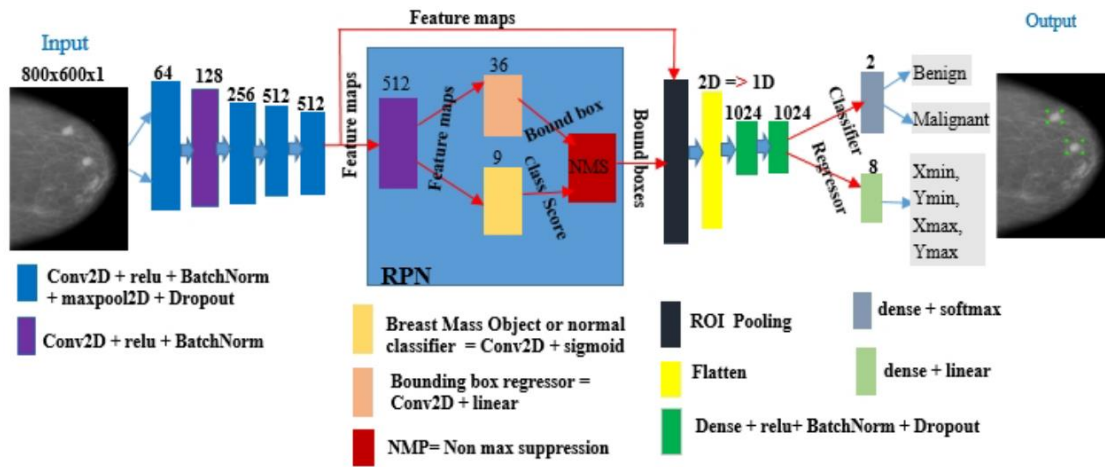 Input
800x600x1
64
128
256
512
512
Feature maps
Feature maps
512
Feature maps
36
9
Bound box
class Score
NMS
RPN
Bound boxes
2D => 1D
1024
1024
Classifier
Regressor
2
8
Benign
Malignant
Xmin,
Ymin,
Xmax,
Ymax
Output
Conv2D + relu + BatchNorm
+ maxpool2D + Dropout
Conv2D + relu + BatchNorm
Breast Mass Object or normal
classifier = Conv2D + sigmoid
Bounding box regressor =
Conv2D + linear
NMP= Non max suppression
ROI Pooling
Flatten
Dense + relu+ BatchNorm + Dropout
dense + softmax
dense + linear